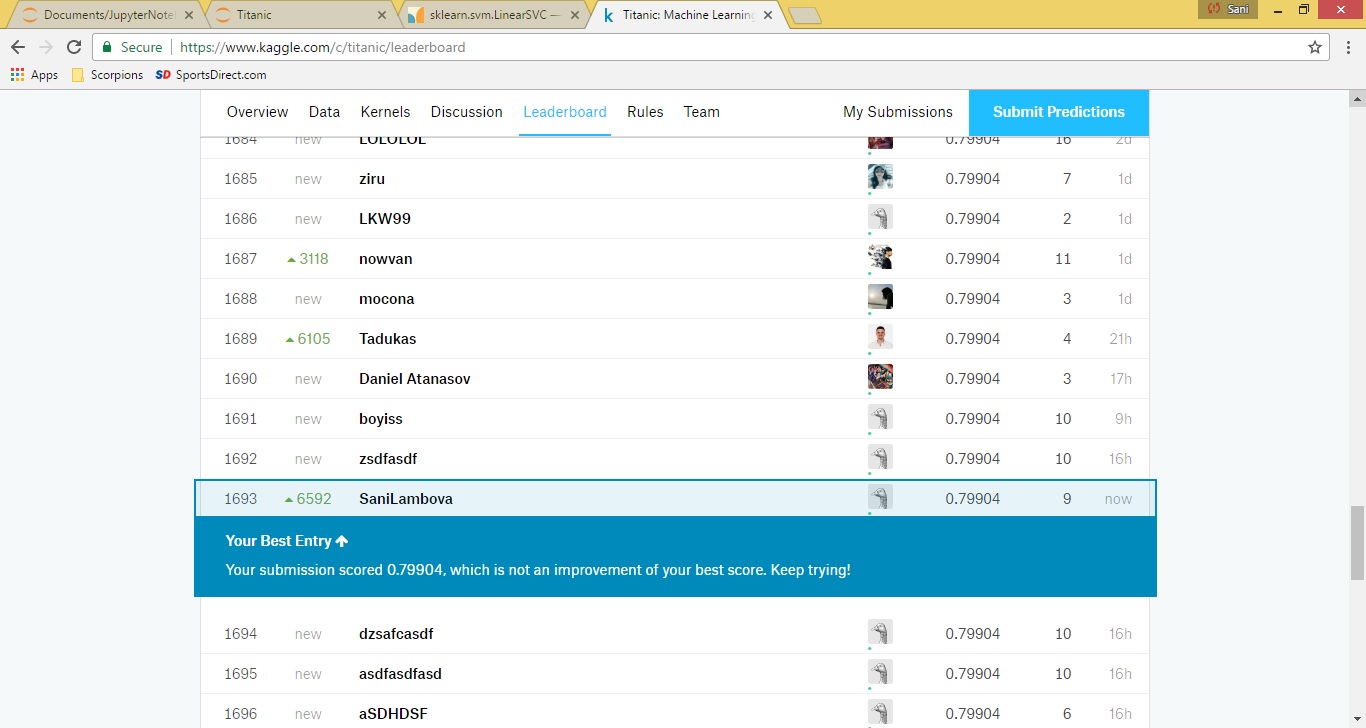 Documents/JupyterNote Titanic sklearn.svm.LinearSVC — Titanic: Machine Learning Sani
Secure https://www.kaggle.com/c/titanic/leaderboard
Apps Scorpions SD SportsDirect.com
Overview Data Kernels Discussion Leaderboard Rules Team My Submissions Submit Predictions
1684 new LOLOLOL 0.79904 16 2d
1685 new ziru 0.79904 7 1d
1686 new LKW99 0.79904 2 1d
1687 3118 nowvan 0.79904 11 1d
1688 new mocona 0.79904 3 1d
1689 6105 Tadukas 0.79904 4 21h
1690 new Daniel Atanasov 0.79904 3 17h
1691 new boyiss 0.79904 10 9h
1692 new zsdfasdf 0.79904 10 16h
1693 6592 SaniLambova 0.79904 9 now
Your Best Entry
Your submission scored 0.79904, which is not an improvement of your best score. Keep trying!
1694 new dzsafcasdf 0.79904 10 16h
1695 new asdfasdfasd 0.79904 10 16h
1696 new aSDHDSF 0.79904 6 16h